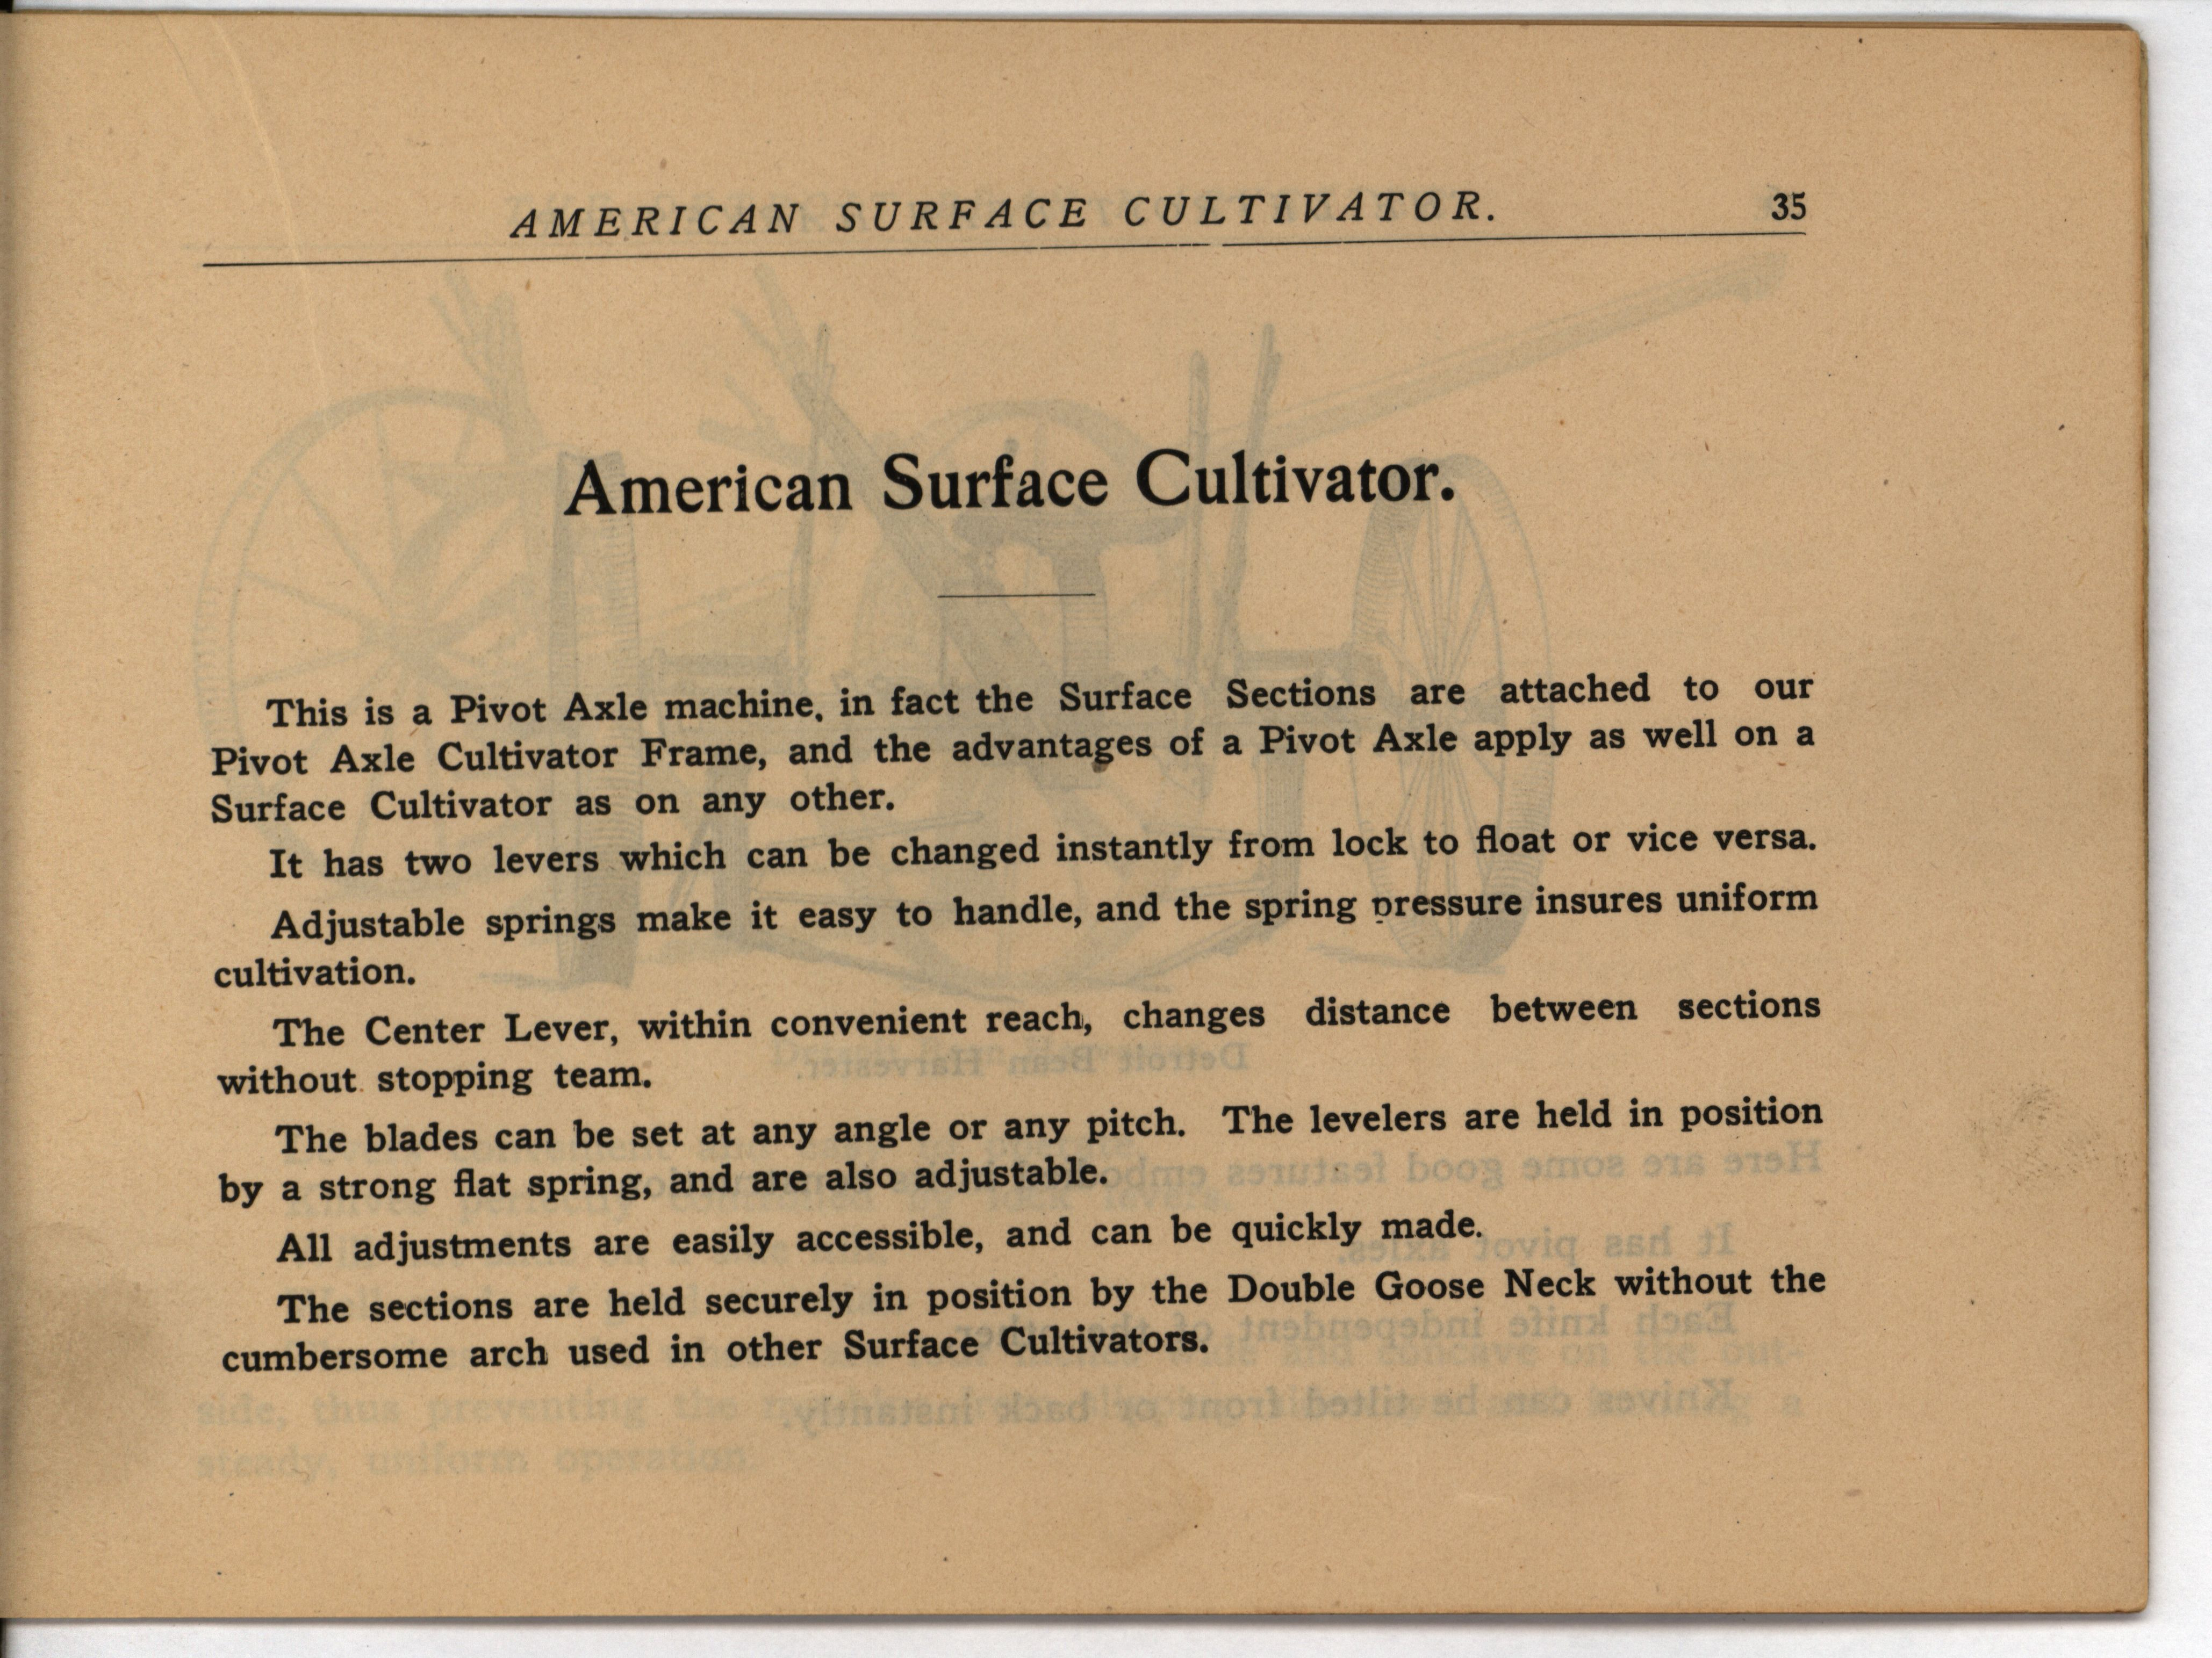 AMERICAN SURFACE CULTIVATOR. 35
American Surface Cultivator.
This is a Pivot Axle machine, in fact the Surface Sections are attached to our
Pivot Axle Cultivator Frame, and the advantages of a Pivot Axle apply as well on a
Surface Cultivator as on any other.
It has two levers which can be changed instantly from lock to float or vice versa.
Adjustable springs make it easy to handle, and the spring pressure insures uniform
cultivation.
The Center Lever, within convenient reach, changes distance between sections
without stopping team.
The blades can be set at any angle or any pitch. The levelers are held in position
by a strong flat spring, and are also adjustable.
All adjustments are easily accessible, and can be quickly made.
The sections are held securely in position by the Double Goose Neck without the
cumbersome arch used in other Surface Cultivators.